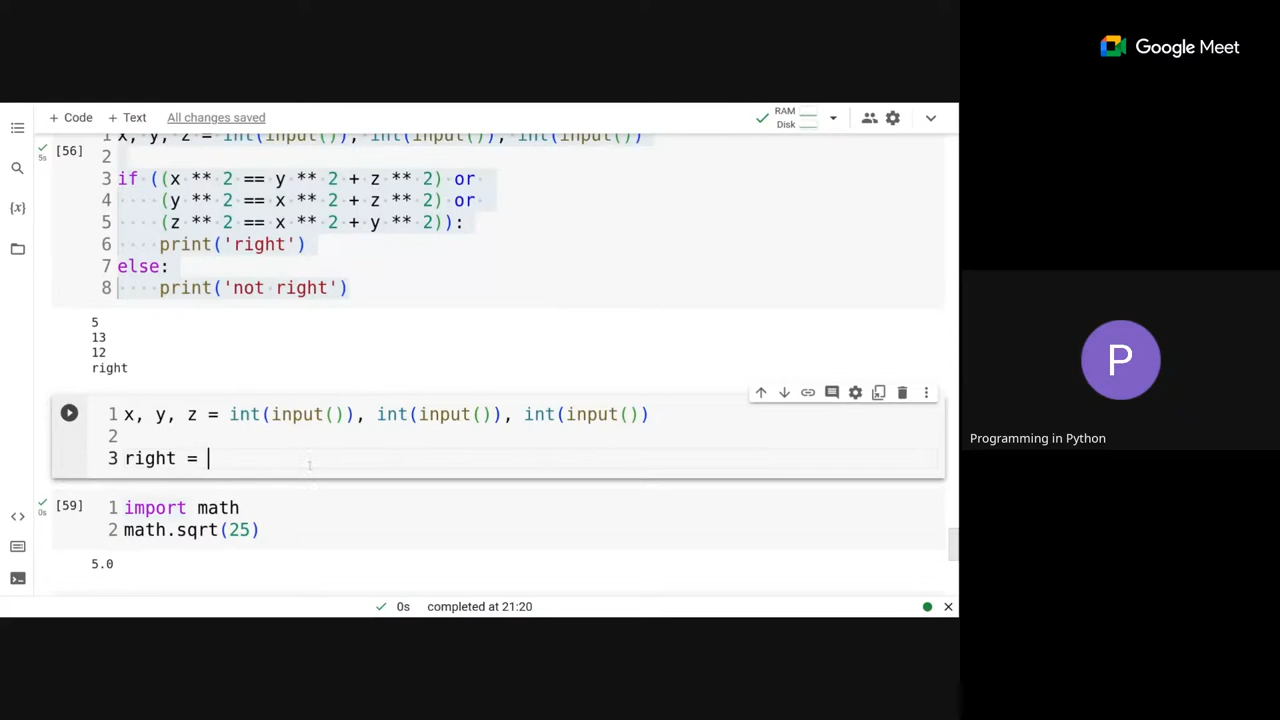 Google Meet
+ Code + Text All changes saved
RAM
Disk
[56]
5s
1 x, y, z = int(input()), int(input()), int(input())
2
3 if ((x ** 2 == y ** 2 + z ** 2) or
4 (y ** 2 == x ** 2 + z ** 2) or
5 (z ** 2 == x ** 2 + y ** 2)):
6 print('right')
7 else:
8 print('not right')
5
13
12
right
1 x, y, z = int(input()), int(input()), int(input())
2
3 right =
[59]
0s
1 import math
2 math.sqrt(25)
5.0
0s completed at 21:20
P
Programming in Python